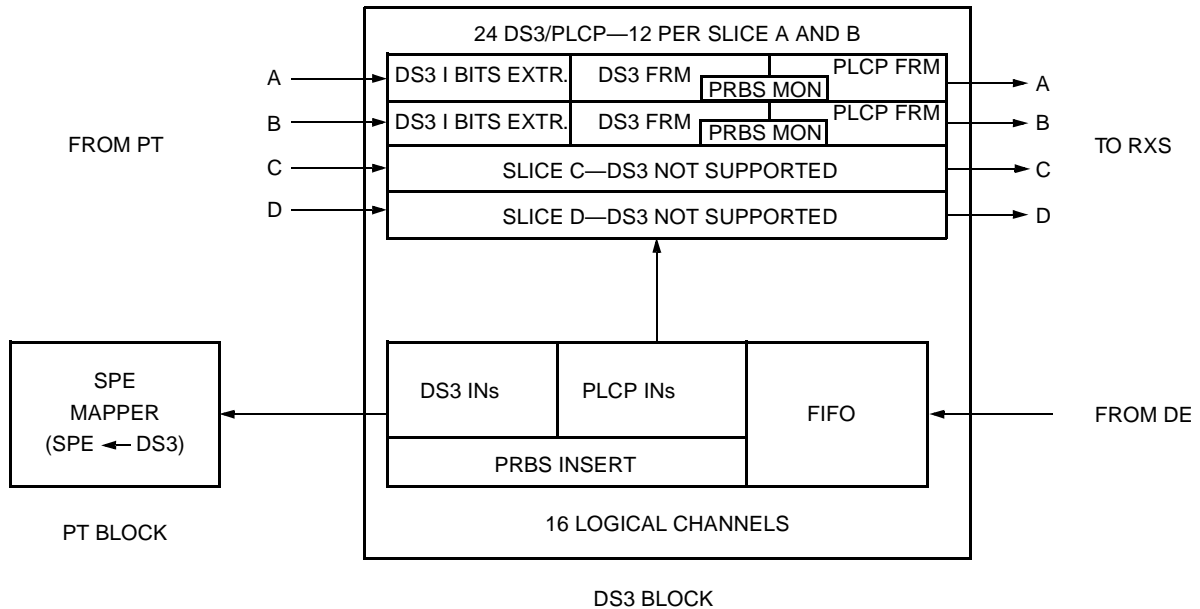 24 DS3/PLCP—12 PER SLICE A AND B
A
DS3 I BITS EXTR.
DS3 FRM
PLCP FRM
PRBS MON
A
B
DS3 I BITS EXTR.
DS3 FRM
PLCP FRM
PRBS MON
B
FROM PT
TO RXS
C
SLICE C—DS3 NOT SUPPORTED
C
D
SLICE D—DS3 NOT SUPPORTED
D
SPE
MAPPER
(SPE ← DS3)
DS3 INs
PLCP INs
FIFO
FROM DE
PRBS INSERT
PT BLOCK
16 LOGICAL CHANNELS
DS3 BLOCK